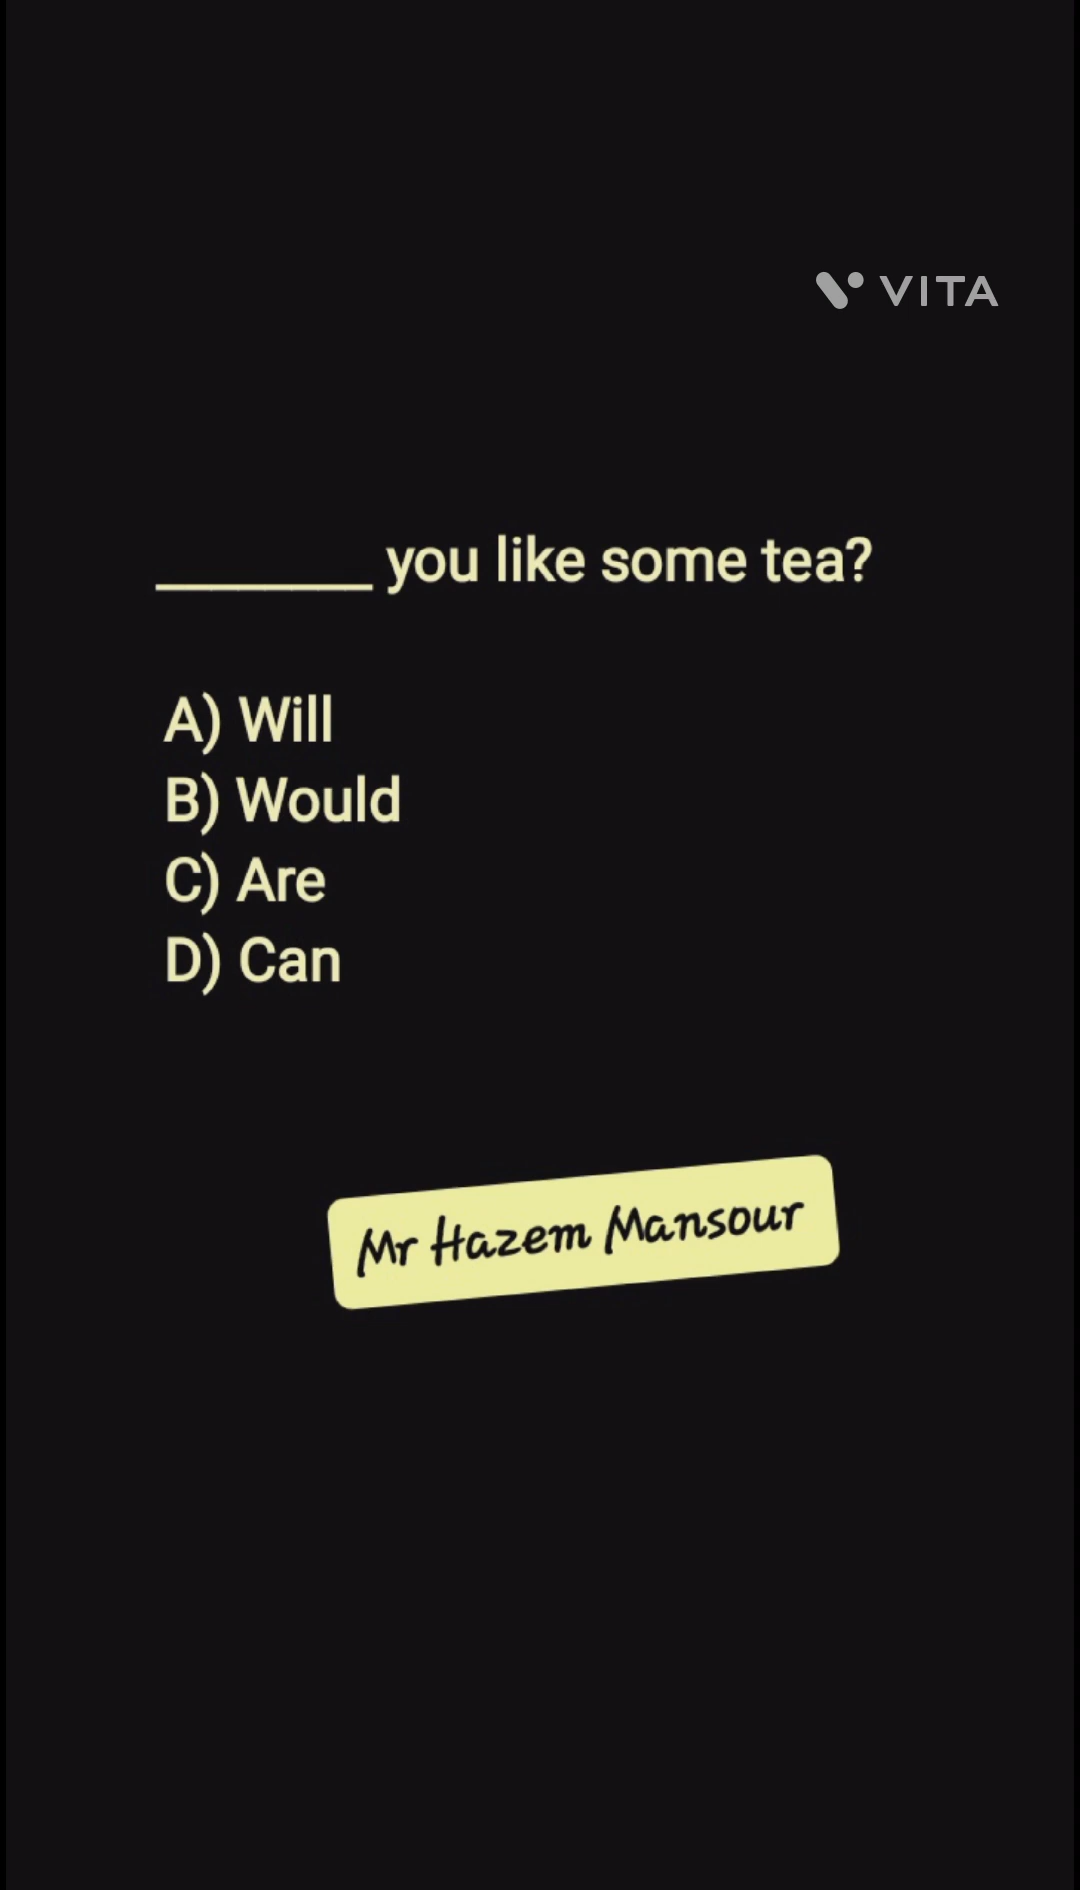 VITA
________ you like some tea?
A) Will
B) Would
C) Are
D) Can
Mr Hazem Mansour